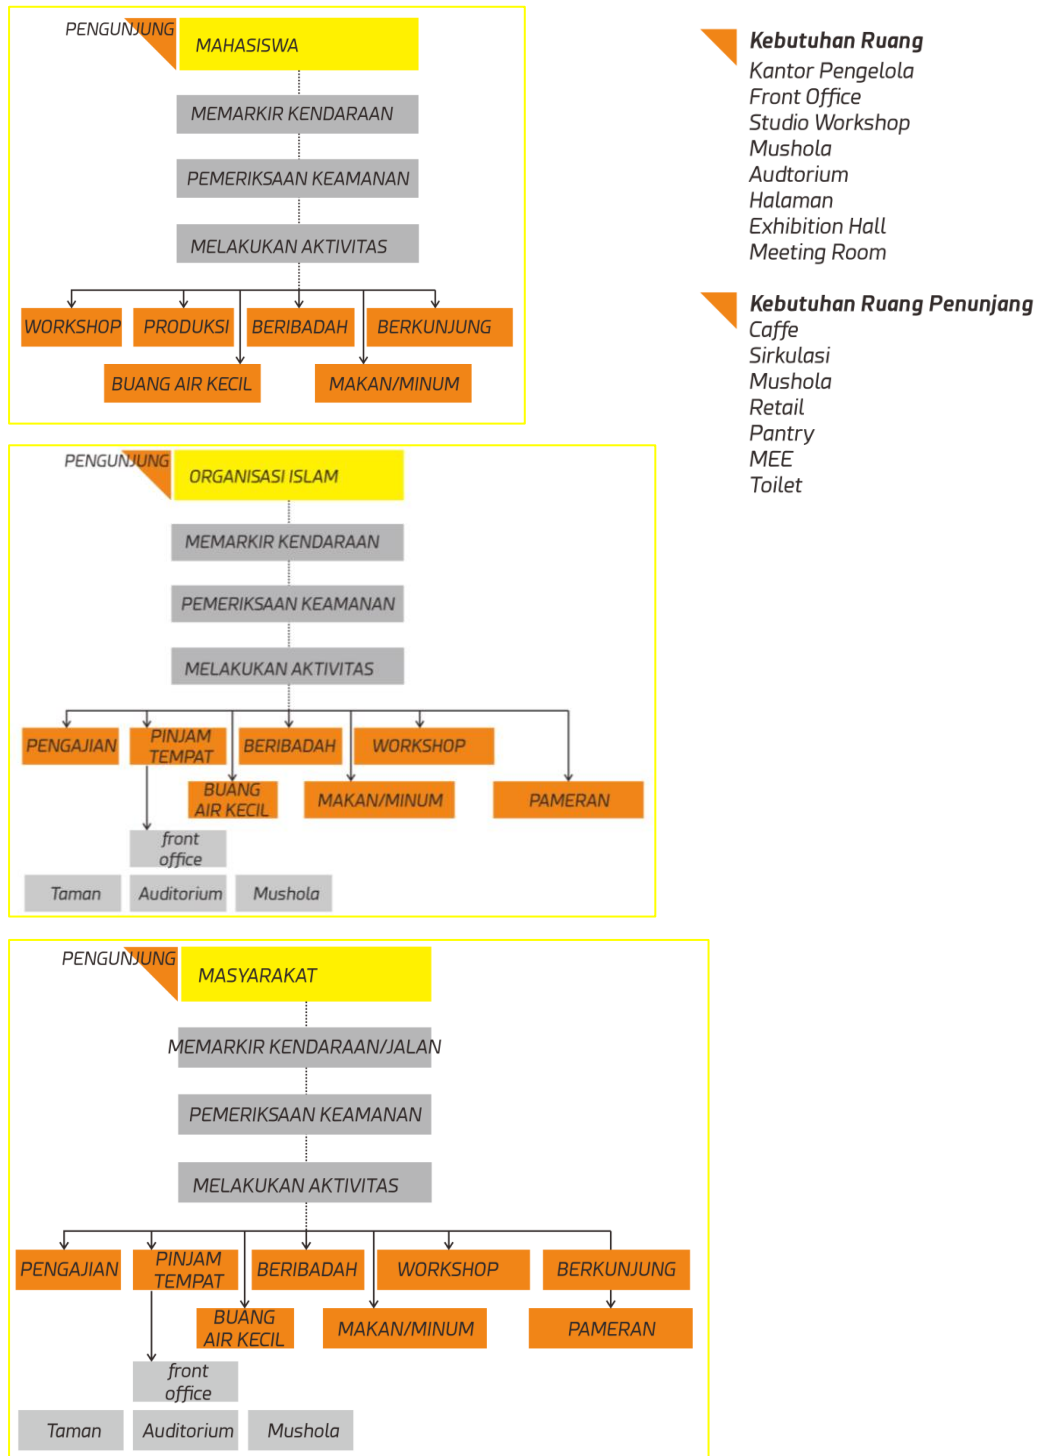 PENGUNJUNG
MAHASISWA
MEMARKIR KENDARAAN
PEMERIKSAAN KEAMANAN
MELAKUKAN AKTIVITAS
WORKSHOP
PRODUKSI
BERIBADAH
BERKUNJUNG
BUANG AIR KECIL
MAKAN/MINUM
Kebutuhan Ruang
Kantor Pengelola
Front Office
Studio Workshop
Mushola
Audtorium
Halaman
Exhibition Hall
Meeting Room
Kebutuhan Ruang Penunjang
Caffe
Sirkulasi
Mushola
Retail
Pantry
MEE
Toilet
PENGUNJUNG
ORGANISASI ISLAM
MEMARKIR KENDARAAN
PEMERIKSAAN KEAMANAN
MELAKUKAN AKTIVITAS
PENGAJIAN
PINJAM
TEMPAT
BERIBADAH
WORKSHOP
BUANG
AIR KECIL
MAKAN/MINUM
PAMERAN
front
office
Taman
Auditorium
Mushola
PENGUNJUNG
MASYARAKAT
MEMARKIR KENDARAAN/JALAN
PEMERIKSAAN KEAMANAN
MELAKUKAN AKTIVITAS
PENGAJIAN
PINJAM
TEMPAT
BERIBADAH
WORKSHOP
BERKUNJUNG
BUANG
AIR KECIL
MAKAN/MINUM
PAMERAN
front
office
Taman
Auditorium
Mushola